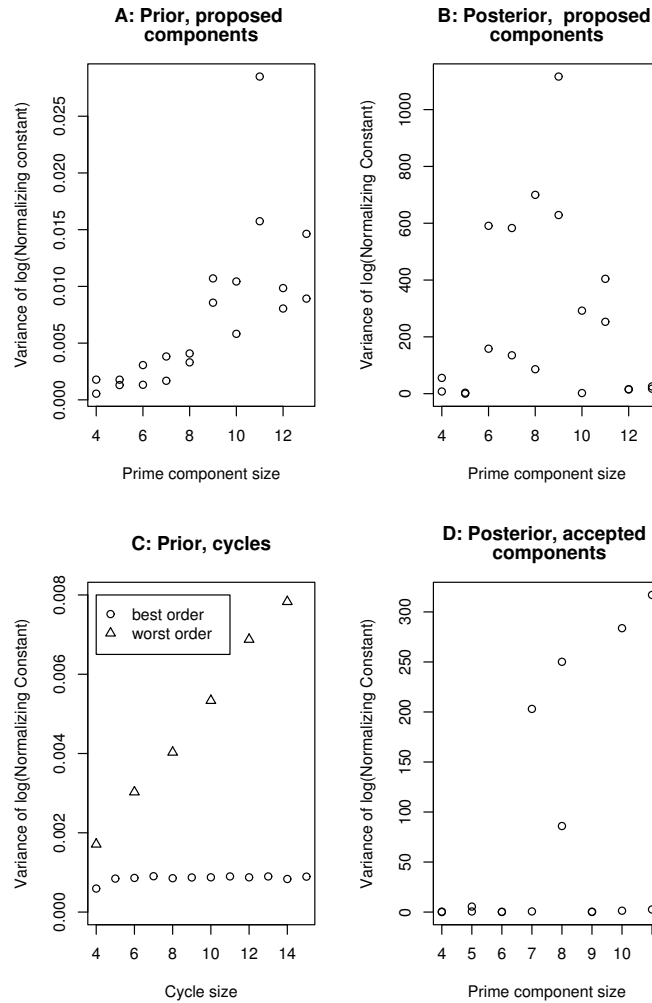 A: Prior, proposed
components
Variance of log(Normalizing constant)
0.000 0.005 0.010 0.015 0.020 0.025
4 6 8 10 12
Prime component size
B: Posterior, proposed
components
Variance of log(Normalizing Constant)
0 200 400 600 800 1000
4 6 8 10 12
Prime component size
C: Prior, cycles
Variance of log(Normalizing Constant)
0.000 0.002 0.004 0.006 0.008
best order
worst order
4 6 8 10 12 14
Cycle size
D: Posterior, accepted
components
Variance of log(Normalizing Constant)
0 50 100 150 200 250 300
4 5 6 7 8 9 10
Prime component size